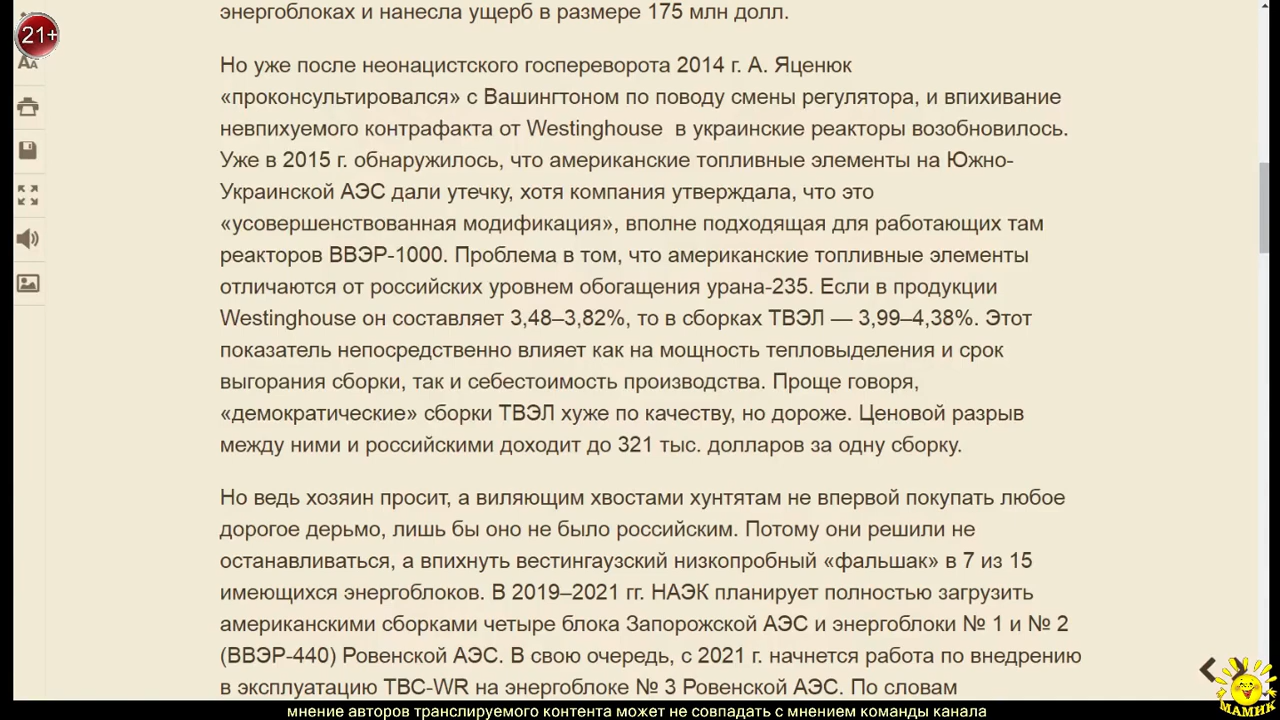 энергоблоках и нанесла ущерб в размере 175 млн долл.
21+
Но уже после неонацистского госпереворота 2014 г. А. Яценюк
«проконсультировался» с Вашингтоном по поводу смены регулятора, и впихивание
невпихуемого контрафакта от Westinghouse в украинские реакторы возобновилось.
Уже в 2015 г. обнаружилось, что американские топливные элементы на Южно-
Украинской АЭС дали утечку, хотя компания утверждала, что это
«усовершенствованная модификация», вполне подходящая для работающих там
реакторов ВВЭР-1000. Проблема в том, что американские топливные элементы
отличаются от российских уровнем обогащения урана-235. Если в продукции
Westinghouse он составляет 3,48–3,82%, то в сборках ТВЭЛ — 3,99–4,38%. Этот
показатель непосредственно влияет как на мощность тепловыделения и срок
выгорания сборки, так и себестоимость производства. Проще говоря,
«демократические» сборки ТВЭЛ хуже по качеству, но дороже. Ценовой разрыв
между ними и российскими доходит до 321 тыс. долларов за одну сборку.
Но ведь хозяин просит, а виляющим хвостами хунтятам не впервой покупать любое
дорогое дерьмо, лишь бы оно не было российским. Потому они решили не
останавливаться, а впихнуть вестингаузский низкопробный «фальшак» в 7 из 15
имеющихся энергоблоков. В 2019–2021 гг. НАЭК планирует полностью загрузить
американскими сборками четыре блока Запорожской АЭС и энергоблоки № 1 и № 2
(ВВЭР-440) Ровенской АЭС. В свою очередь, с 2021 г. начнется работа по внедрению
в эксплуатацию ТВС-WR на энергоблоке № 3 Ровенской АЭС. По словам
МАМИК
мнение авторов транслируемого контента может не совпадать с мнением команды канала